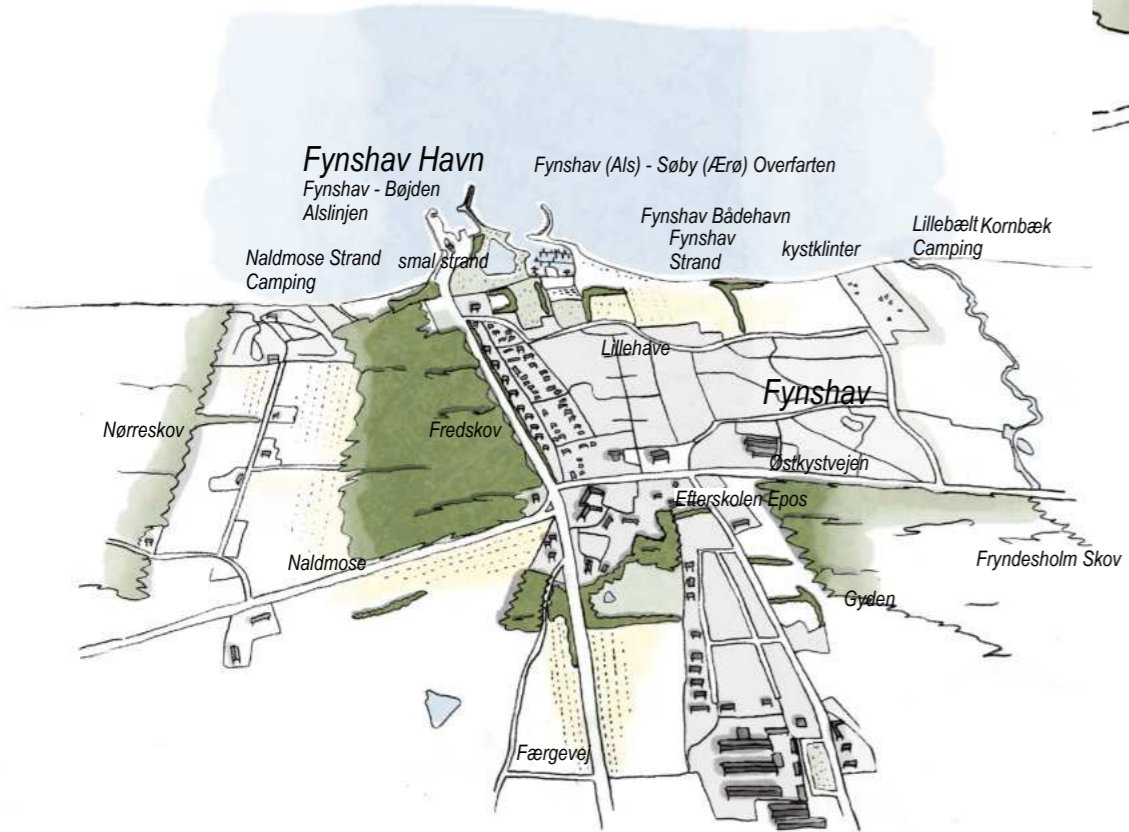 Fynshav Havn
Fynshav - Bøjden
Alslinjen
Fynshav (Als) - Søby (Ærø) Overfarten
Naldmose Strand
Camping
smal strand
Fynshav Bådehavn
Fynshav
Strand
kystklinter
Lillebælt
Camping
Kornbæk
Lillehave
Fynshav
Nørreskov
Fredskov
Østkystvejen
Efterskolen Epos
Naldmose
Fryndesholm Skov
Gyden
Færgevej